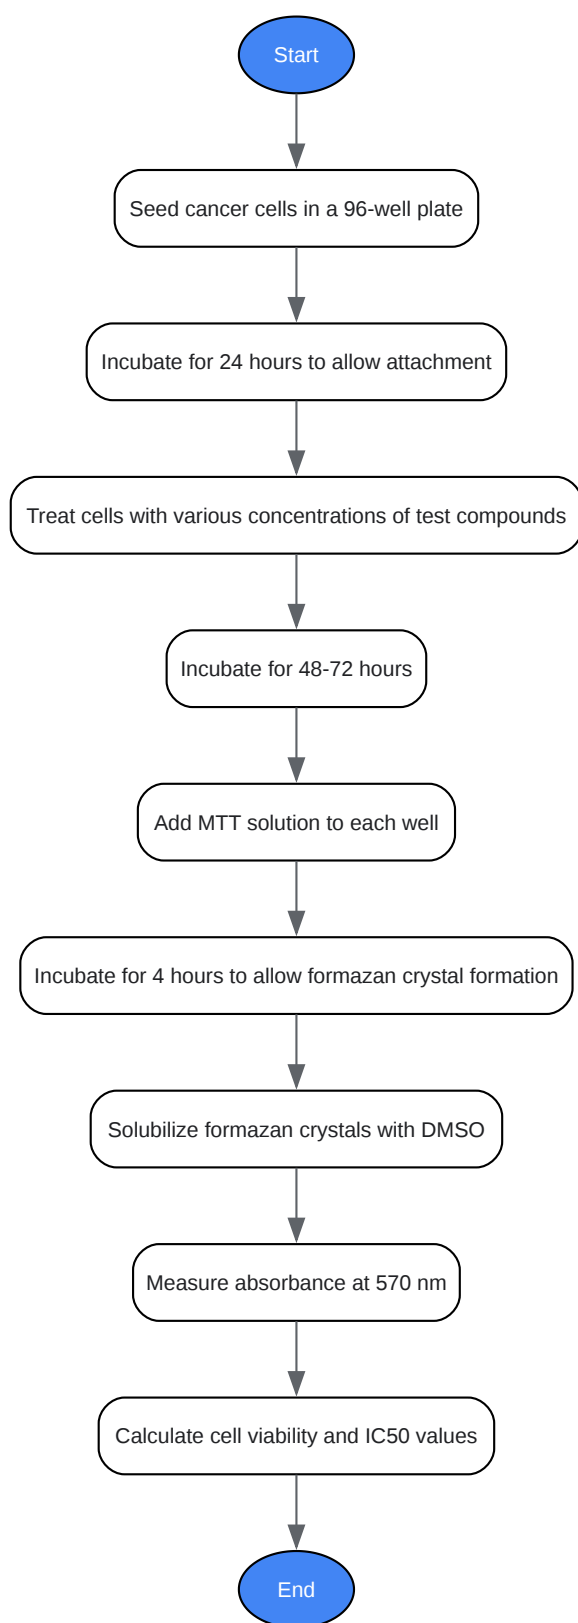 Start
Seed cancer cells in a 96-well plate
Incubate for 24 hours to allow attachment
Treat cells with various concentrations of test compounds
Incubate for 48-72 hours
Add MTT solution to each well
Incubate for 4 hours to allow formazan crystal formation
Solubilize formazan crystals with DMSO
Measure absorbance at 570 nm
Calculate cell viability and IC50 values
End